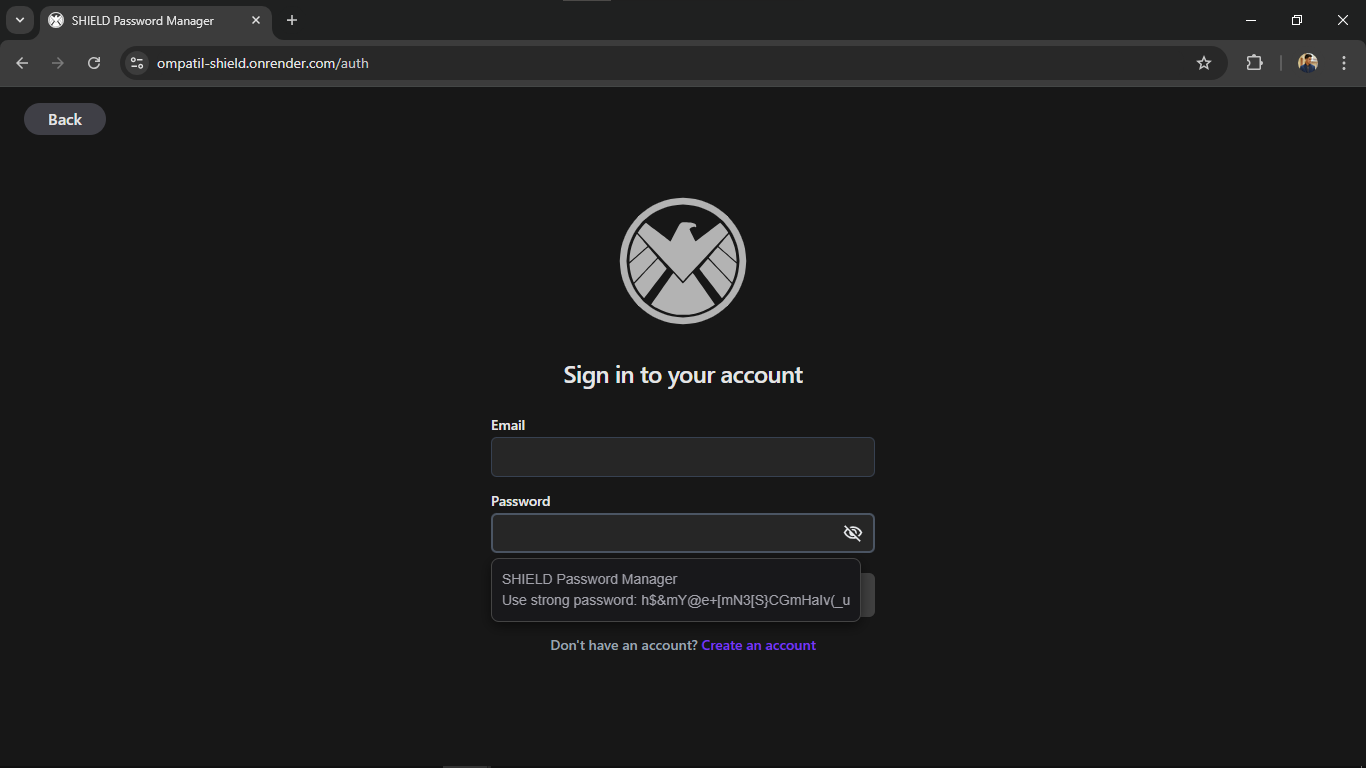 SHIELD Password Manager
ompatil-shield.onrender.com/auth
Back
Sign in to your account
Email
Password
SHIELD Password Manager
Use strong password: h$&mY@e+[mN3[S}CGmHaIv(_u
Don't have an account? Create an account